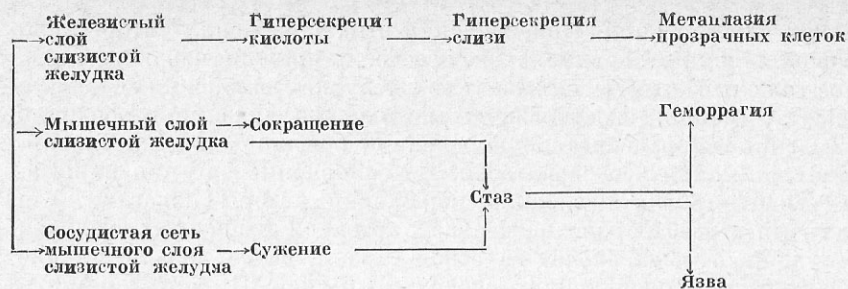 Железистый слой слизистой желудка
Гиперсекреция кислоты
Гиперсекреция слизи
Метаплазия прозрачных клеток
Мышечный слой слизистой желудка
Сокращение
Геморрагия
Стаз
Сосудистая сеть мышечного слоя слизистой желудка
Сужение
Язва